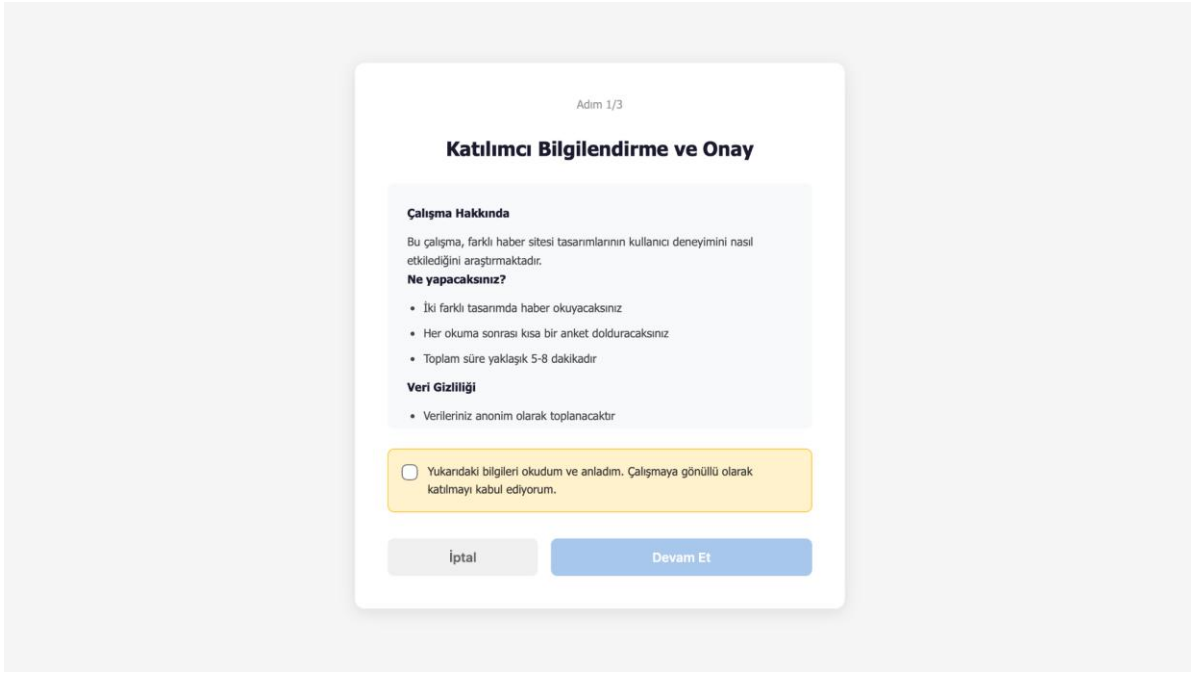 Adım 1/3
Katılımcı Bilgilendirme ve Onay
Çalışma Hakkında
Bu çalışma, farklı haber sitesi tasarımlarının kullanıcı deneyimini nasıl
etkilediğini araştırmaktadır.
Ne yapacaksınız?
• İki farklı tasarımda haber okuyacaksınız
• Her okuma sonrası kısa bir anket dolduracaksınız
• Toplam süre yaklaşık 5-8 dakikadır
Veri Gizliliği
• Verileriniz anonim olarak toplanacaktır
Yukarıdaki bilgileri okudum ve anladım. Çalışmaya gönüllü olarak
katılmayı kabul ediyorum.
İptal
Devam Et